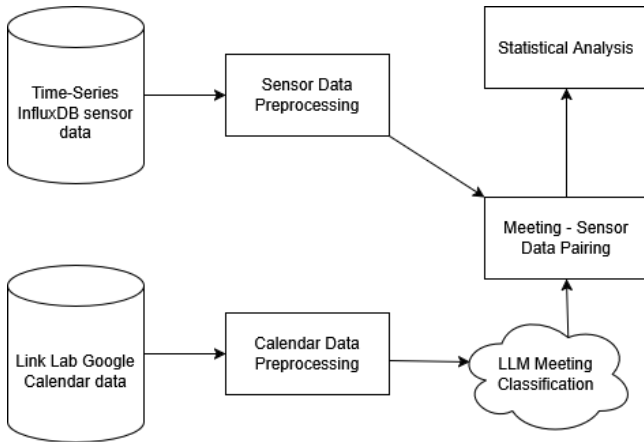 Time-Series
InfluxDB sensor
data
Sensor Data
Preprocessing
Statistical Analysis
Meeting - Sensor
Data Pairing
Link Lab Google
Calendar data
Calendar Data
Preprocessing
LLM Meeting
Classification